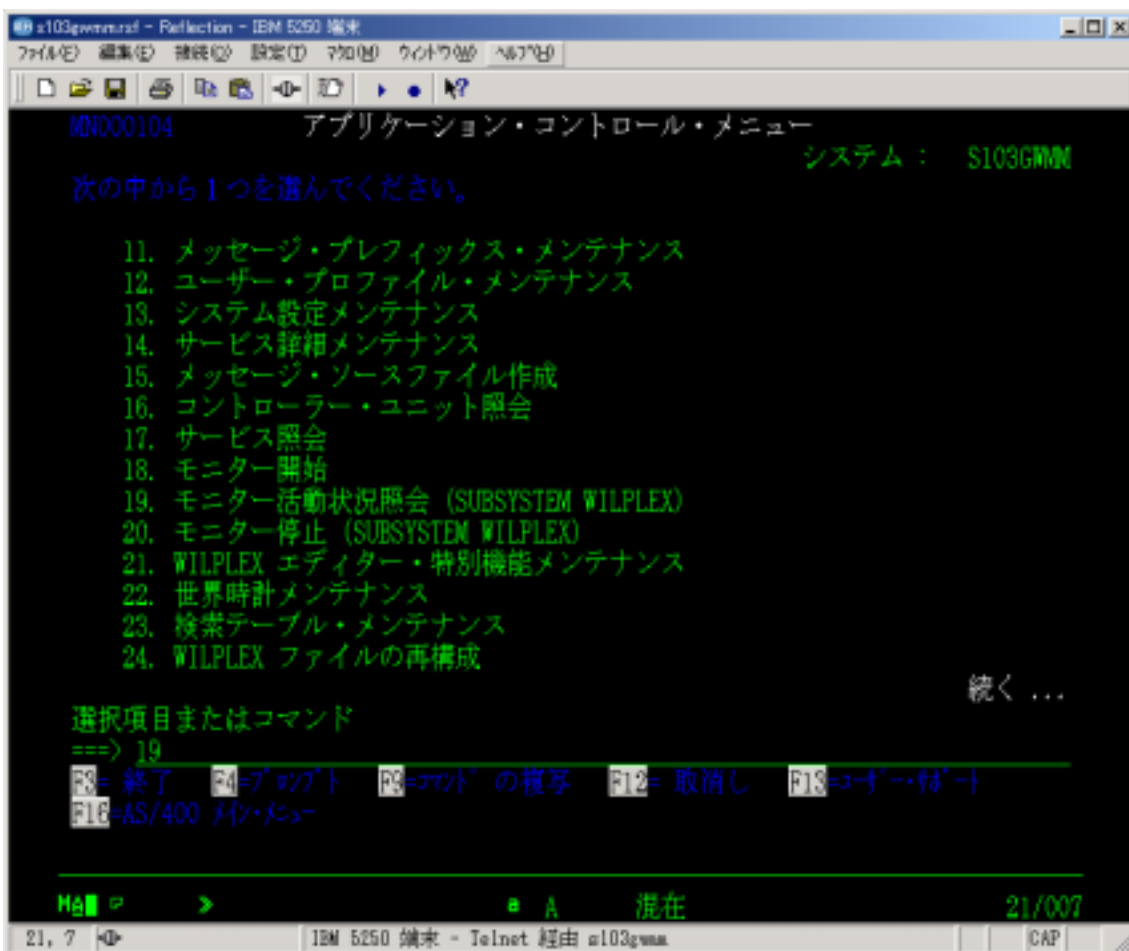 s103gwmm.rsf - Reflection - IBM 5250 端末
ファイル(F) 編集(E) 接続(C) 設定(T) マクロ(M) ウィンドウ(W) ヘルプ(H)
MN000104 アプリケーション・コントロール・メニュー
システム： S103GWMM
次の中から１つを選んでください。
11. メッセージ・プレフィックス・メンテナンス
12. ユーザー・プロファイル・メンテナンス
13. システム設定メンテナンス
14. サービス詳細メンテナンス
15. メッセージ・ソースファイル作成
16. コントローラー・ユニット照会
17. サービス照会
18. モニター開始
19. モニター活動状況照会 (SUBSYSTEM WILPLEX)
20. モニター停止 (SUBSYSTEM WILPLEX)
21. WILPLEX エディター・特別機能メンテナンス
22. 世界時計メンテナンス
23. 検索テーブル・メンテナンス
24. WILPLEX ファイルの再構成
続く ...
選択項目またはコマンド
===> 19
F3= 終了 F4=ﾌﾟﾛﾝﾌﾟﾄ F9=ｺﾏﾝﾄﾞ の複写 F12= 取消し F13=ﾕｰｻﾞｰ･ｻﾎﾟｰﾄ
F16=AS/400 ﾒｲﾝ･ﾒﾆｭｰ
MA a A 混在 21/007
21, 7 IBM 5250 端末 - Telnet 経由 s103gwmm CAP